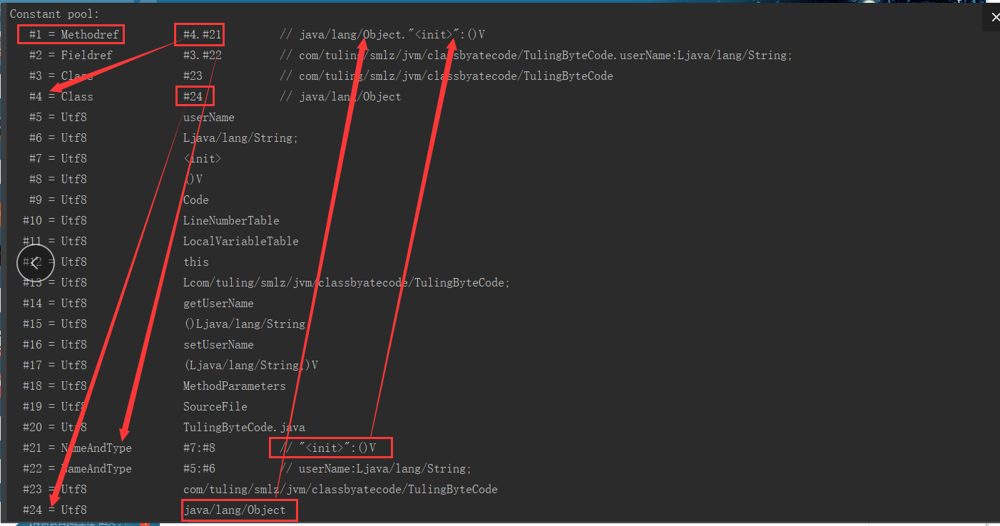 Constant pool:
#1 = Methodref #4.#21 // java/lang/Object."<init>":()V
#2 = Fieldref #3.#22 // com/tuling/smlz/jvm/classbyatecode/TulingByteCode.userName:Ljava/lang/String;
#3 = Class #23 // com/tuling/smlz/jvm/classbyatecode/TulingByteCode
#4 = Class #24 // java/lang/Object
#5 = Utf8 userName
#6 = Utf8 Ljava/lang/String;
#7 = Utf8 <init>
#8 = Utf8 ()V
#9 = Utf8 Code
#10 = Utf8 LineNumberTable
#11 = Utf8 LocalVariableTable
#12 = Utf8 this
#13 = Utf8 Lcom/tuling/smlz/jvm/classbyatecode/TulingByteCode;
#14 = Utf8 getUserName
#15 = Utf8 ()Ljava/lang/String;
#16 = Utf8 setUserName
#17 = Utf8 (Ljava/lang/String;)V
#18 = Utf8 MethodParameters
#19 = Utf8 SourceFile
#20 = Utf8 TulingByteCode.java
#21 = NameAndType #7:#8 // "<init>":()V
#22 = NameAndType #5:#6 // userName:Ljava/lang/String;
#23 = Utf8 com/tuling/smlz/jvm/classbyatecode/TulingByteCode
#24 = Utf8 java/lang/Object